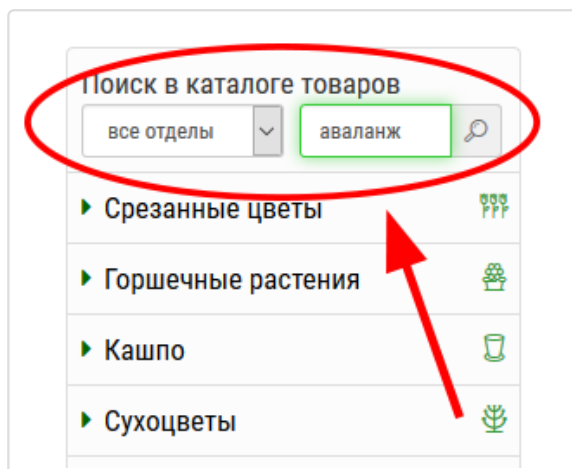 Поиск в каталоге товаров
все отделы аваланж
Срезанные цветы
Горшечные растения
Кашпо
Сухоцветы